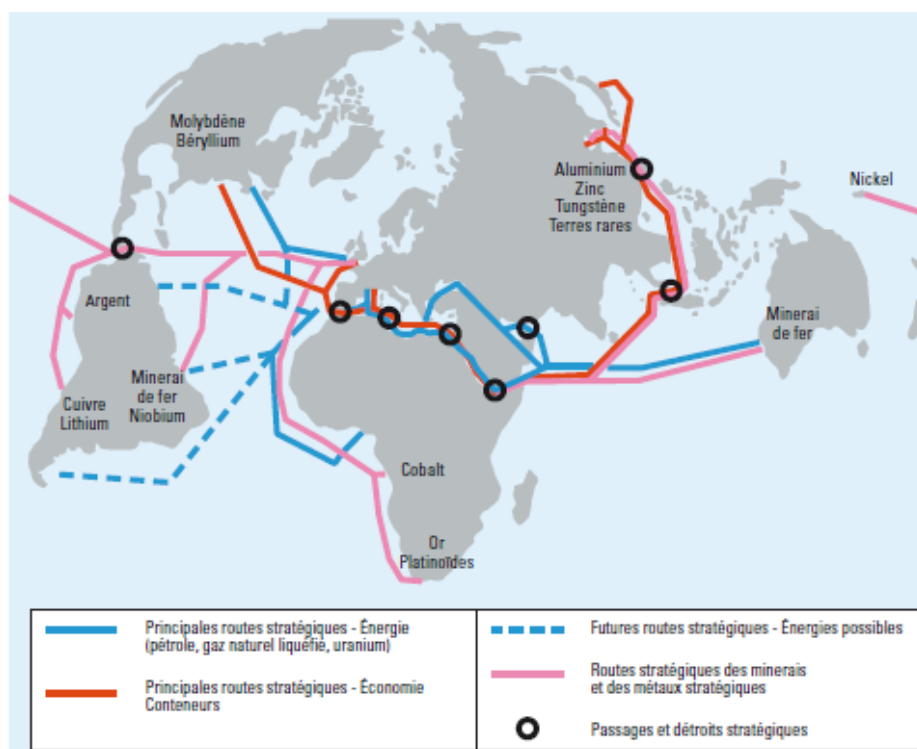 Molybdène
Béryllium
Aluminium
Zinc
Tungstène
Terres rares
Nickel
Argent
Minerai
de fer
Minerai
de fer
Niobium
Cuivre
Lithium
Cobalt
Or
Platinoïdes
Principales routes stratégiques - Énergie
(pétrole, gaz naturel liquéfié, uranium)
Principales routes stratégiques - Économie
Conteneurs
Futures routes stratégiques - Énergies possibles
Routes stratégiques des minerais
et des métaux stratégiques
Passages et détroits stratégiques